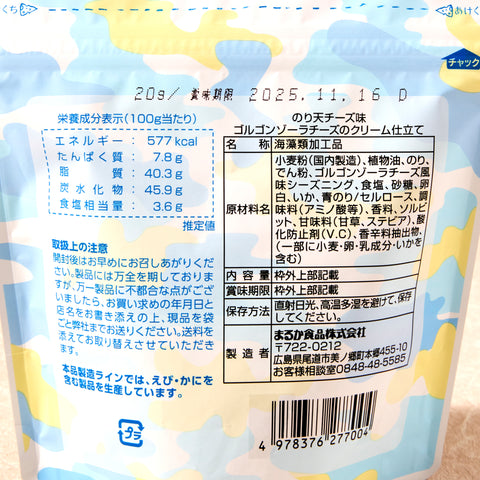 くち
あけく
チャック
20g/ 賞味期限 2025.11.16 D
栄養成分表示(100g当たり)
エネルギー: 577kcal
たんぱく質: 7.8g
脂質: 40.3g
炭水化物: 45.9g
食塩相当量: 3.6g
推定値
取扱上の注意
開封後はお早めにお召しあがりくだ
さい。製品には万全を期しておりま
すが、万一製品に不都合な点がござ
いましたら、お買い求めの年月日と
店名をお書き添えの上、現品を袋
ごと弊社までお送りください。送料を
添えてお取り替えさせていただき
ます。
本品製造ラインでは、えび・かにを
含む製品を生産しています。
プラ
のり天チーズ味
ゴルゴンゾーラチーズのクリーム仕立て
名称 海藻類加工品
原材料名 小麦粉(国内製造)、植物油、のり、
でん粉、ゴルゴンゾーラチーズ風
味シーズニング、食塩、砂糖、卵
白、いか、青のり/セルロース、調
味料(アミノ酸等)、香料、ソルビッ
ト、甘味料(甘草、ステビア)、酸
化防止剤(V.C)、香辛料抽出物、
(一部に小麦・卵・乳成分・いかを
含む)
内容量 枠外上部記載
賞味期限 枠外上部記載
保存方法 直射日光、高温多湿を避けて、保存
してください。
製造者 まるか食品株式会社
〒722-0212
広島県尾道市美ノ郷町本郷455-10
お客様相談室0848-48-5585
4 978376 277004